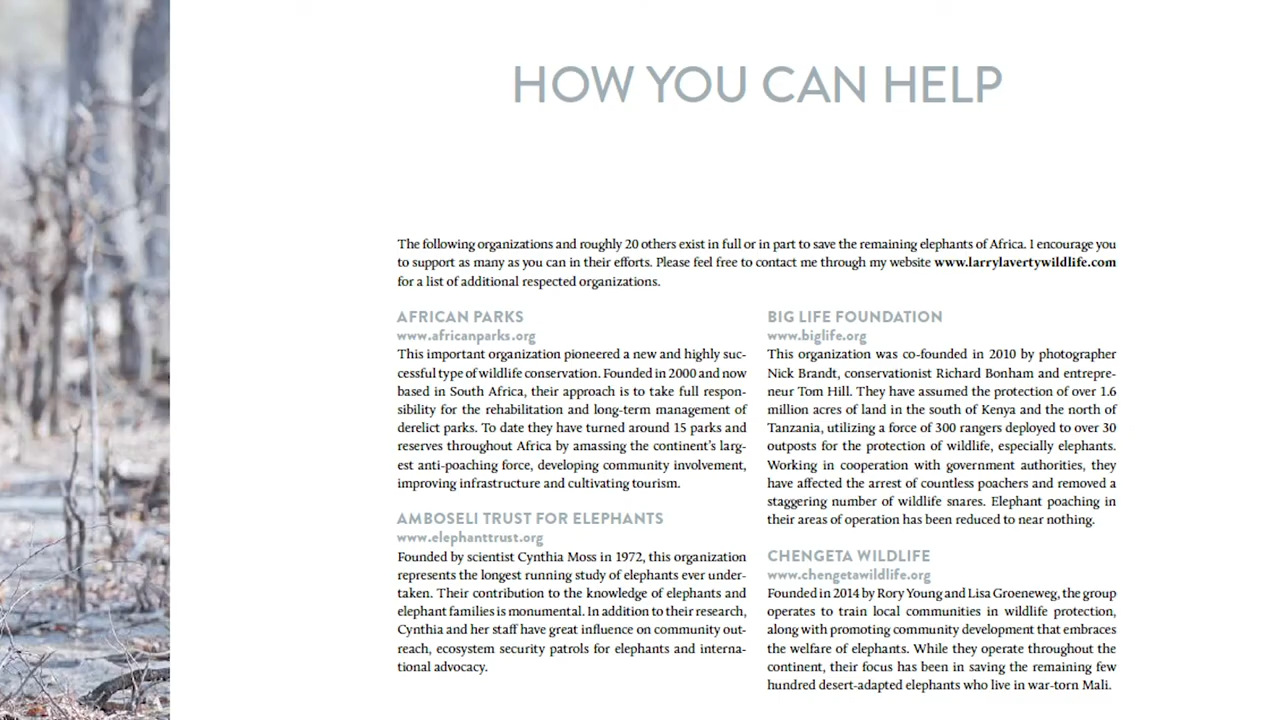 HOW YOU CAN HELP
The following organizations and roughly 20 others exist in full or in part to save the remaining elephants of Africa. I encourage you
to support as many as you can in their efforts. Please feel free to contact me through my website www.larrylavertywildlife.com
for a list of additional respected organizations.
AFRICAN PARKS
www.africanparks.org
This important organization pioneered a new and highly suc-
cessful type of wildlife conservation. Founded in 2000 and now
based in South Africa, their approach is to take full respon-
sibility for the rehabilitation and long-term management of
derelict parks. To date they have turned around 15 parks and
reserves throughout Africa by amassing the continent's larg-
est anti-poaching force, developing community involvement,
improving infrastructure and cultivating tourism.
AMBOSELI TRUST FOR ELEPHANTS
www.elephanttrust.org
Founded by scientist Cynthia Moss in 1972, this organization
represents the longest running study of elephants ever under-
taken. Their contribution to the knowledge of elephants and
elephant families is monumental. In addition to their research,
Cynthia and her staff have great influence on community out-
reach, ecosystem security patrols for elephants and interna-
tional advocacy.
BIG LIFE FOUNDATION
www.biglife.org
This organization was co-founded in 2010 by photographer
Nick Brandt, conservationist Richard Bonham and entrepre-
neur Tom Hill. They have assumed the protection of over 1.6
million acres of land in the south of Kenya and the north of
Tanzania, utilizing a force of 300 rangers deployed to over 30
outposts for the protection of wildlife, especially elephants.
Working in cooperation with government authorities, they
have affected the arrest of countless poachers and removed a
staggering number of wildlife snares. Elephant poaching in
their areas of operation has been reduced to near nothing.
CHENGETA WILDLIFE
www.chengetawildlife.org
Founded in 2014 by Rory Young and Lisa Groeneweg, the group
operates to train local communities in wildlife protection,
along with promoting community development that embraces
the welfare of elephants. While they operate throughout the
continent, their focus has been in saving the remaining few
hundred desert-adapted elephants who live in war-torn Mali.